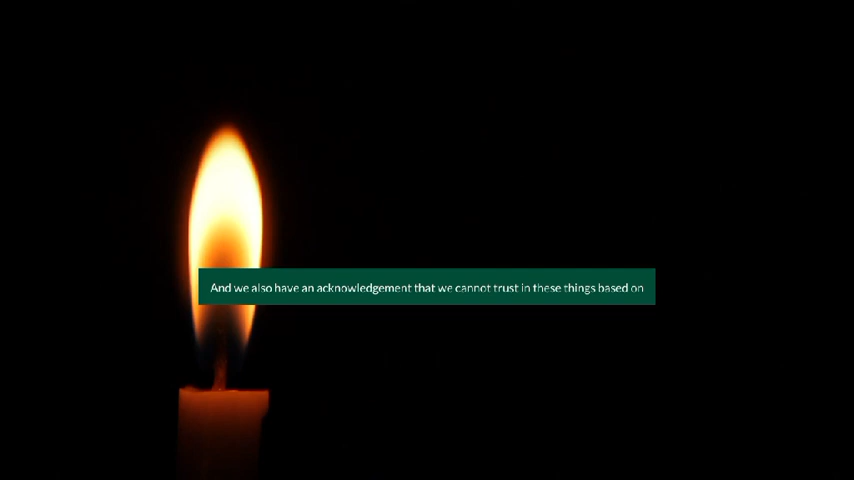 And we also have an acknowledgement that we cannot trust in these things based on